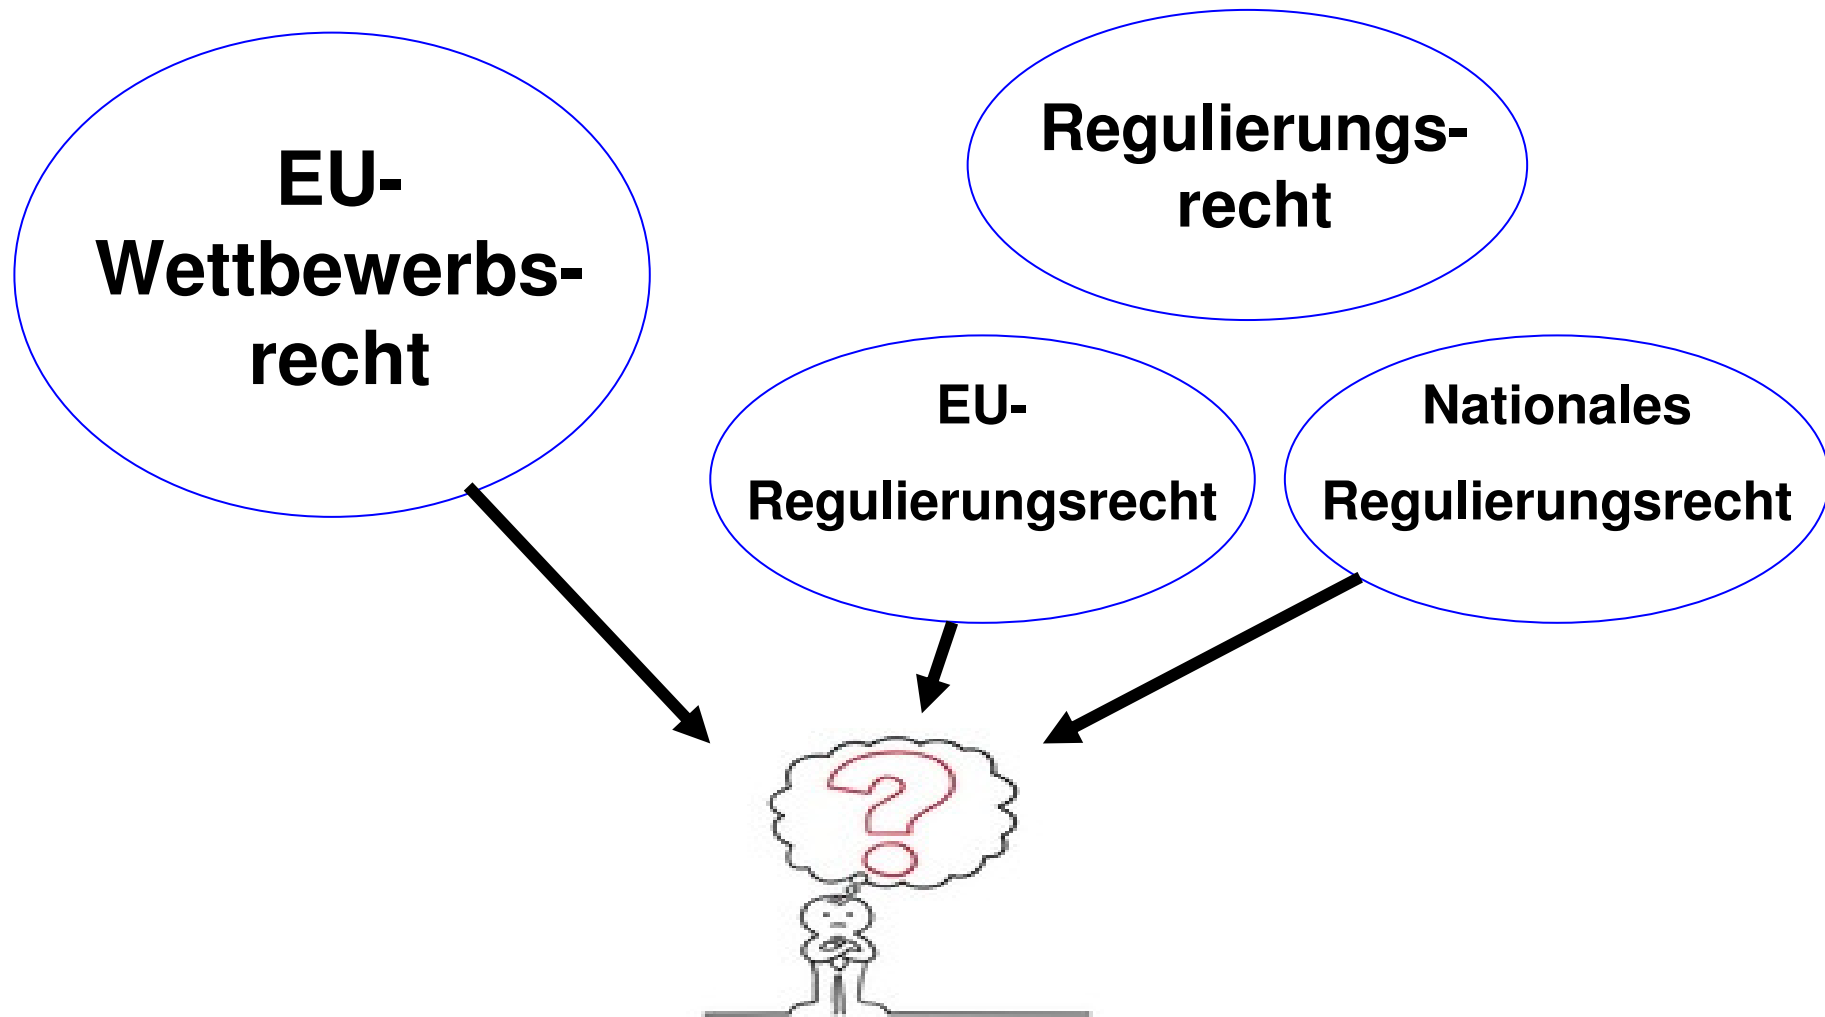 EU-
Wettbewerbs-
recht
Regulierungs-
recht
EU-
Regulierungsrecht
Nationales
Regulierungsrecht
?